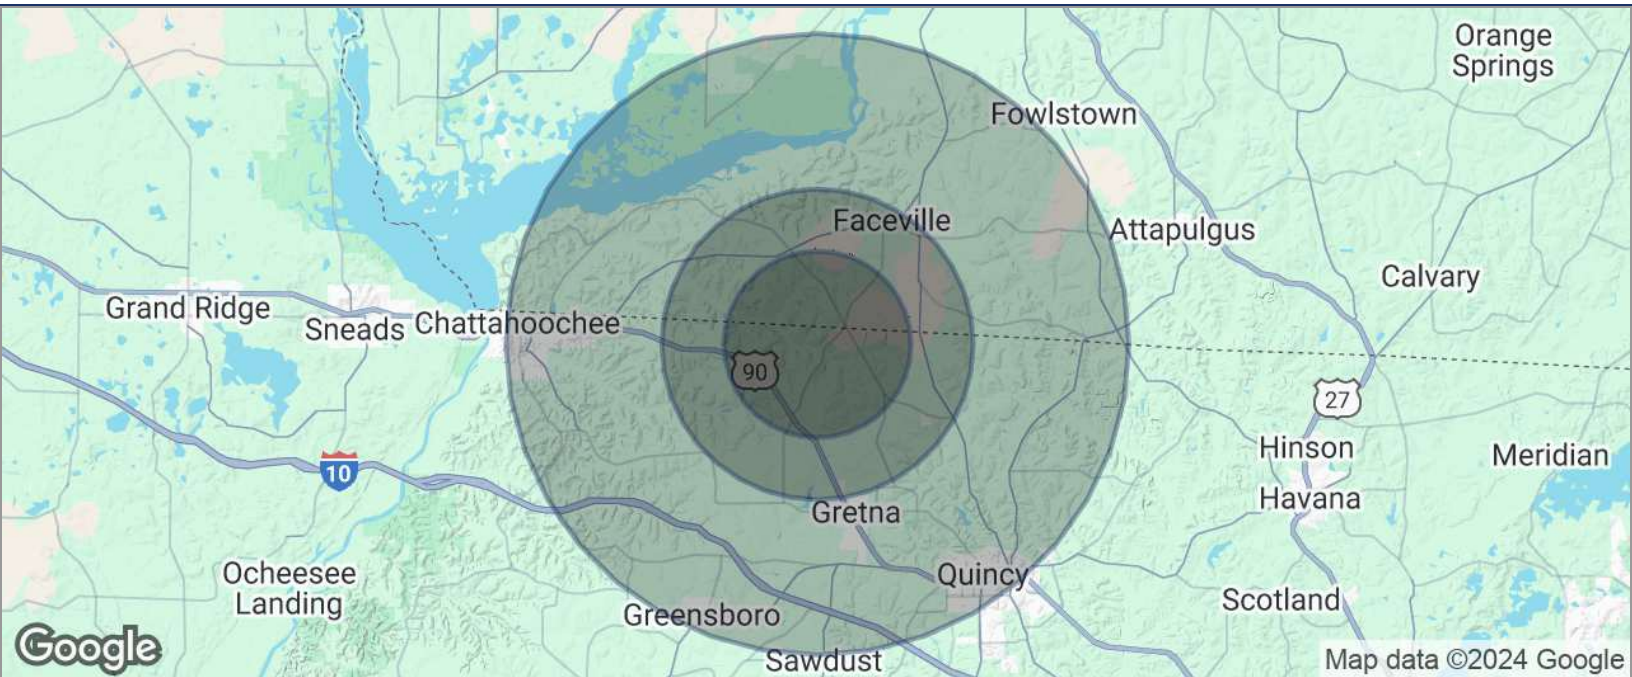 Orange
Springs
Fowlstown
Faceville
Attapulgus
Calvary
Grand Ridge
Sneads
Chattahoochee
90
27
Hinson
Meridian
10
Havana
Gretna
Ocheesee
Landing
Quincy
Scotland
Greensboro
Sawdust
Google
Map data ©2024 Google